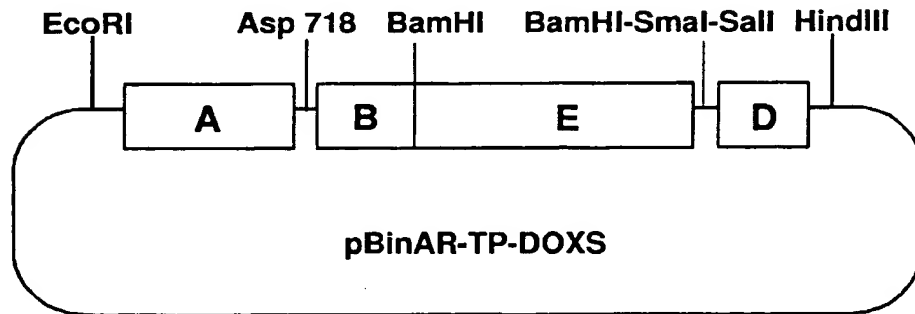 EcoRI Asp 718 BamHI BamHI-SmaI-SalI HindIII
A B E D
pBinAR-TP-DOXS